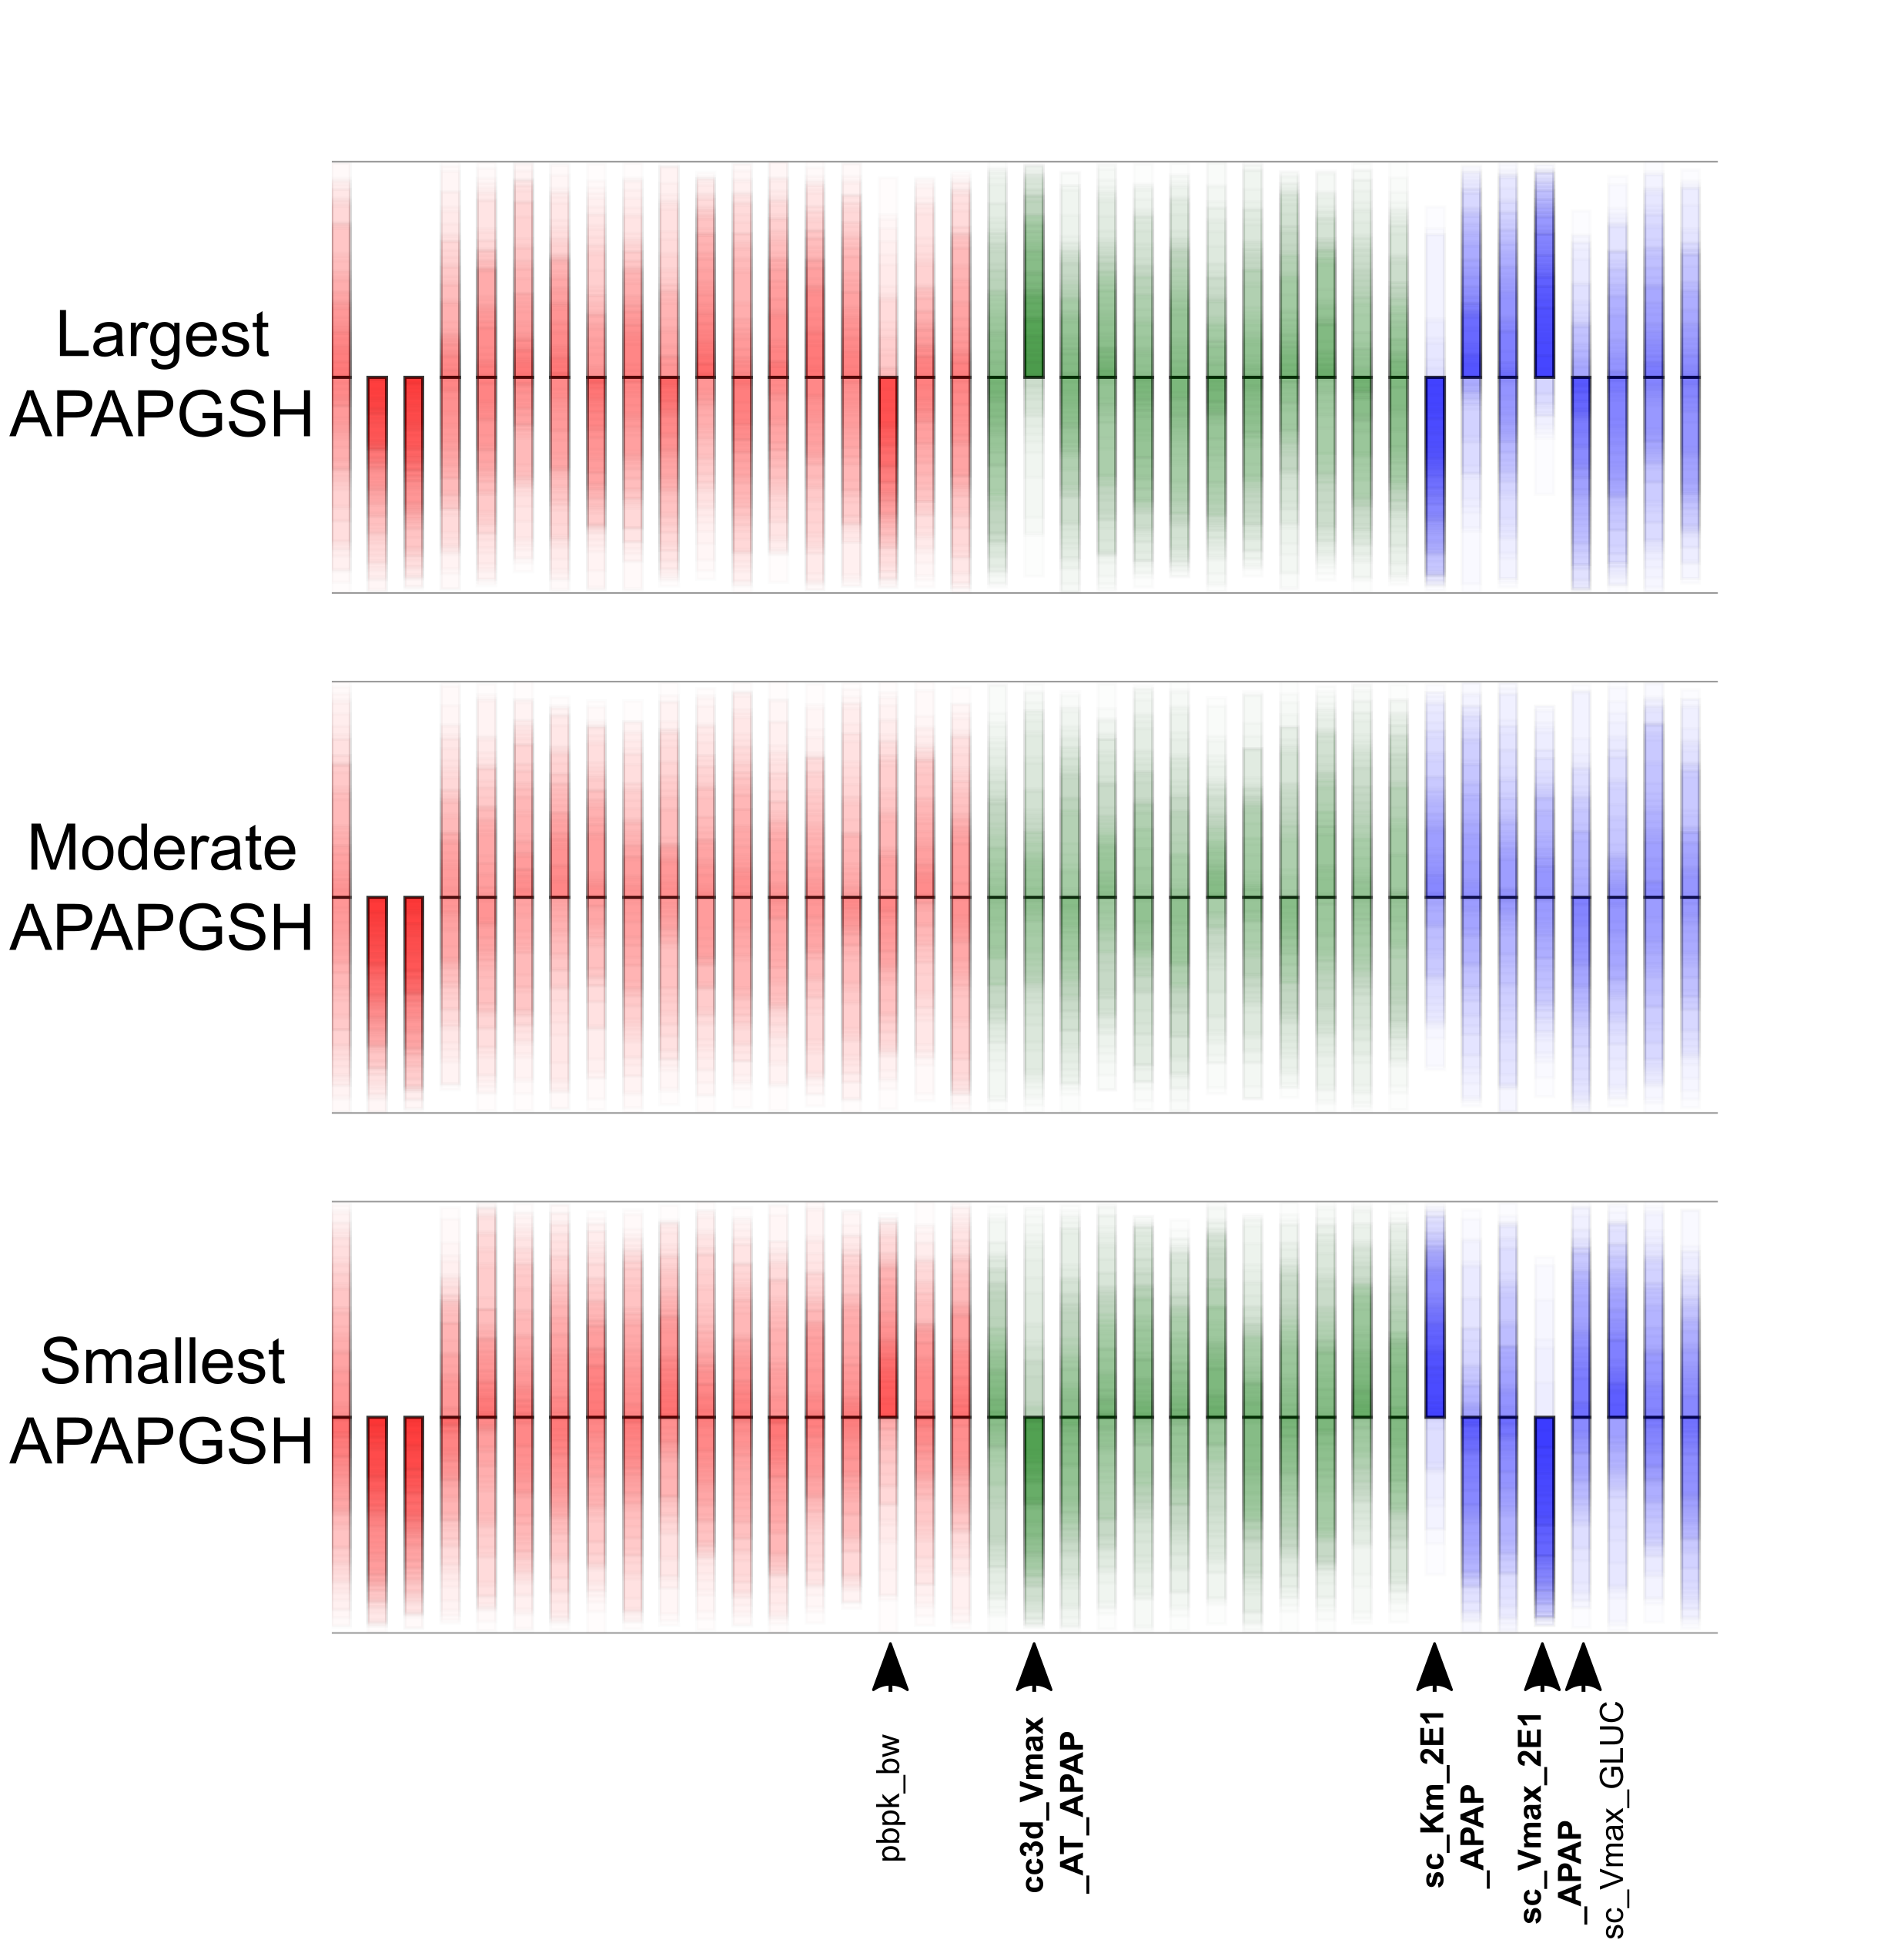 Largest
APAPGSH
Moderate
APAPGSH
Smallest
APAPGSH
pbpk_bw
cc3d_Vmax
_AT_APAP
sc_Km_2E1
_APAP
sc_Vmax_2E1
_APAP
sc_Vmax_GLUC